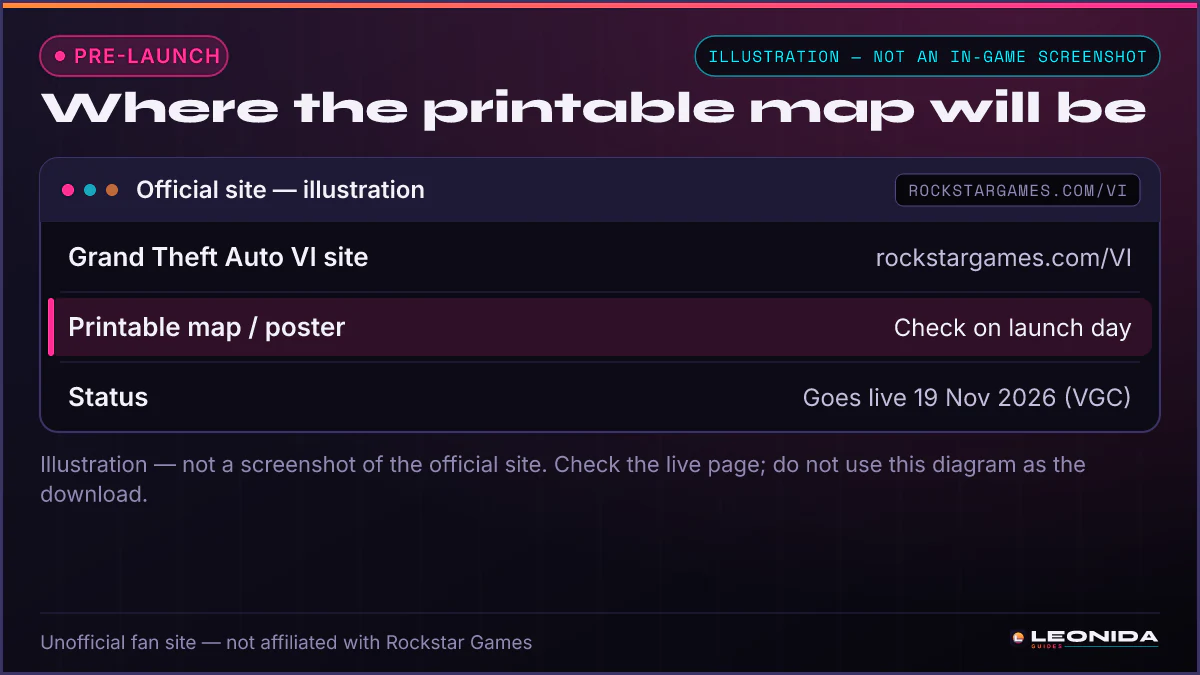 PRE-LAUNCH
ILLUSTRATION — NOT AN IN-GAME SCREENSHOT
Where the printable map will be
Official site — illustration
ROCKSTARGAMES.COM/VI
Grand Theft Auto VI site
rockstargames.com/VI
Printable map / poster
Check on launch day
Status
Goes live 19 Nov 2026 (VGC)
Illustration — not a screenshot of the official site. Check the live page; do not use this diagram as the
download.
Unofficial fan site — not affiliated with Rockstar Games
LEONIDA
GUIDES